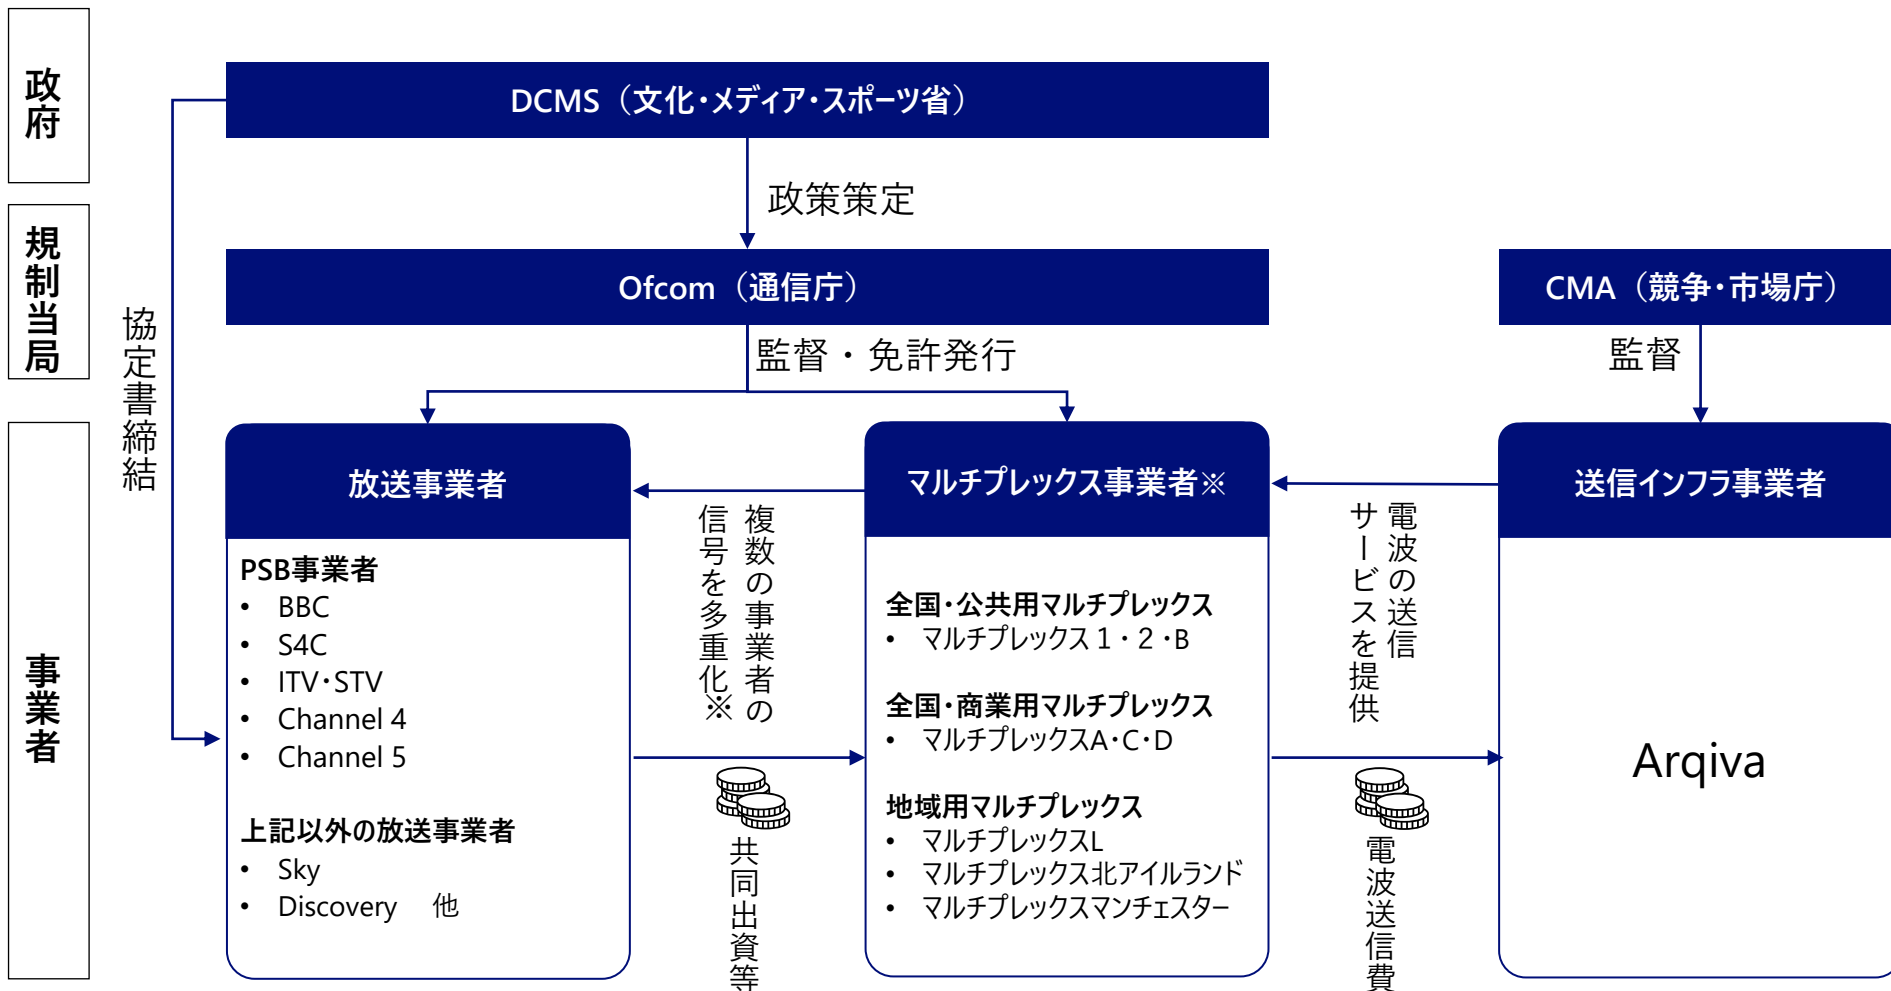 政府
DCMS（文化・メディア・スポーツ省）
政策策定
規制当局
Ofcom（通信庁）
CMA（競争・市場庁）
協定書締結
監督・免許発行
監督
事業者
放送事業者
PSB事業者
• BBC
• S4C
• ITV・STV
• Channel 4
• Channel 5
上記以外の放送事業者
• Sky
• Discovery　他
複数の事業者の
信号を多重化※
共同出資等
マルチプレックス事業者※
全国・公共用マルチプレックス
• マルチプレックス１・２・B
全国・商業用マルチプレックス
• マルチプレックスA・C・D
地域用マルチプレックス
• マルチプレックスL
• マルチプレックス北アイルランド
• マルチプレックスマンチェスター
電波の送信
サービスを提供
電波送信費
送信インフラ事業者
Arqiva